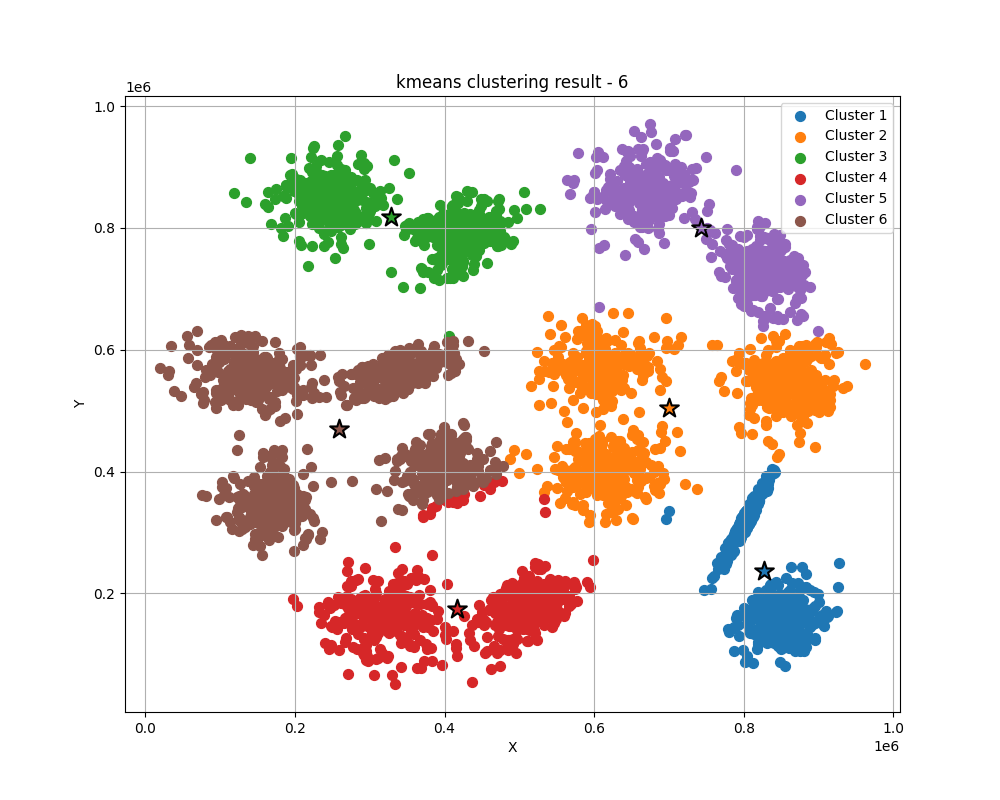 kmeans clustering result - 6
1e6
1.0
0.8
0.6
0.4
0.2
Y
0.0
0.2
0.4
0.6
0.8
1.0
1e6
X
Cluster 1
Cluster 2
Cluster 3
Cluster 4
Cluster 5
Cluster 6